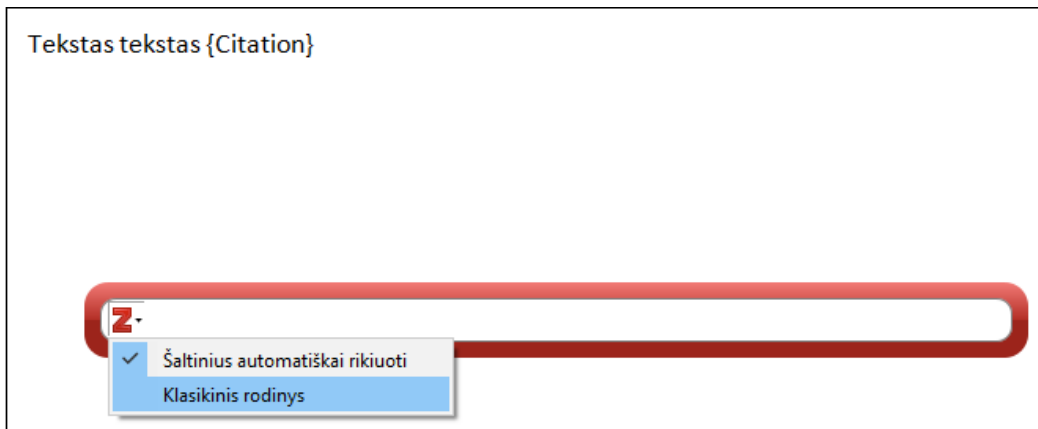 Tekstas tekstas {Citation}
Z
Šaltinius automatiškai rikiuoti
Klasikinis rodinys